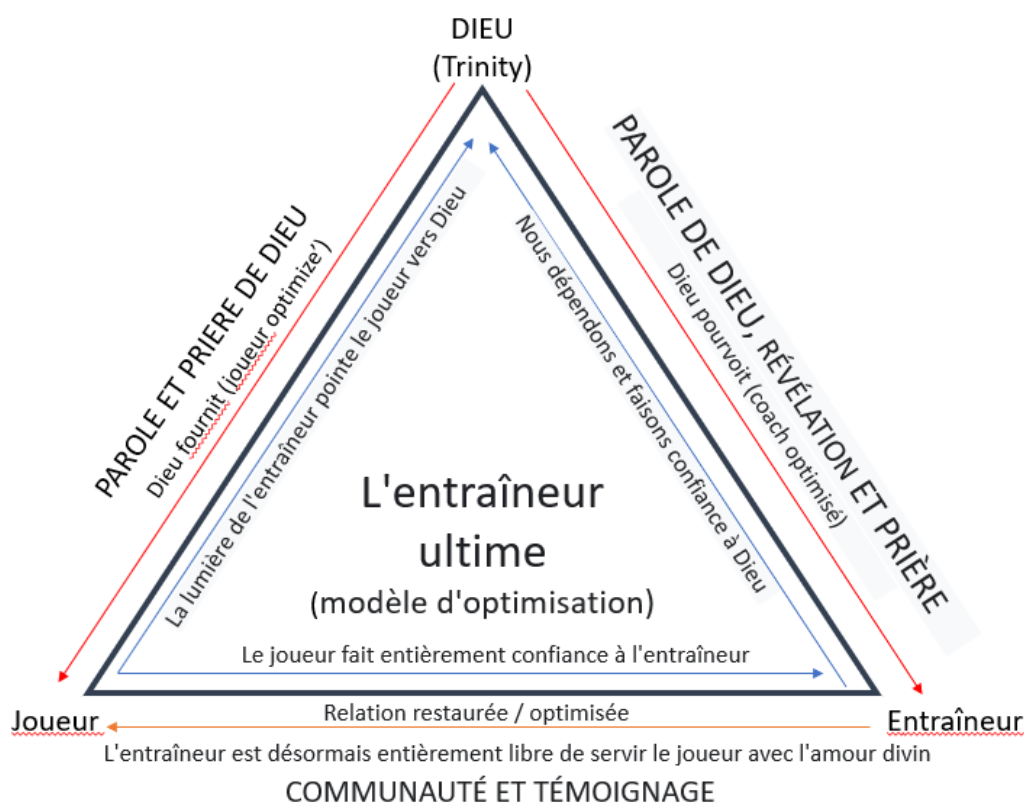 DIEU
(Trinity)
PAROLE ET PRIERE DE DIEU
Dieu fournit (joueur optimize’)
La lumière de l'entraîneur pointe le joueur vers Dieu
Nous dépendons et faisons confiance à Dieu
Dieu pourvoit (coach optimisé)
PAROLE DE DIEU, RÉVÉLATION ET PRIÈRE
L'entraîneur
ultime
(modèle d'optimisation)
Le joueur fait entièrement confiance à l'entraîneur
Joueur
Relation restaurée / optimisée
Entraîneur
L'entraîneur est désormais entièrement libre de servir le joueur avec l'amour divin
COMMUNAUTÉ ET TÉMOIGNAGE